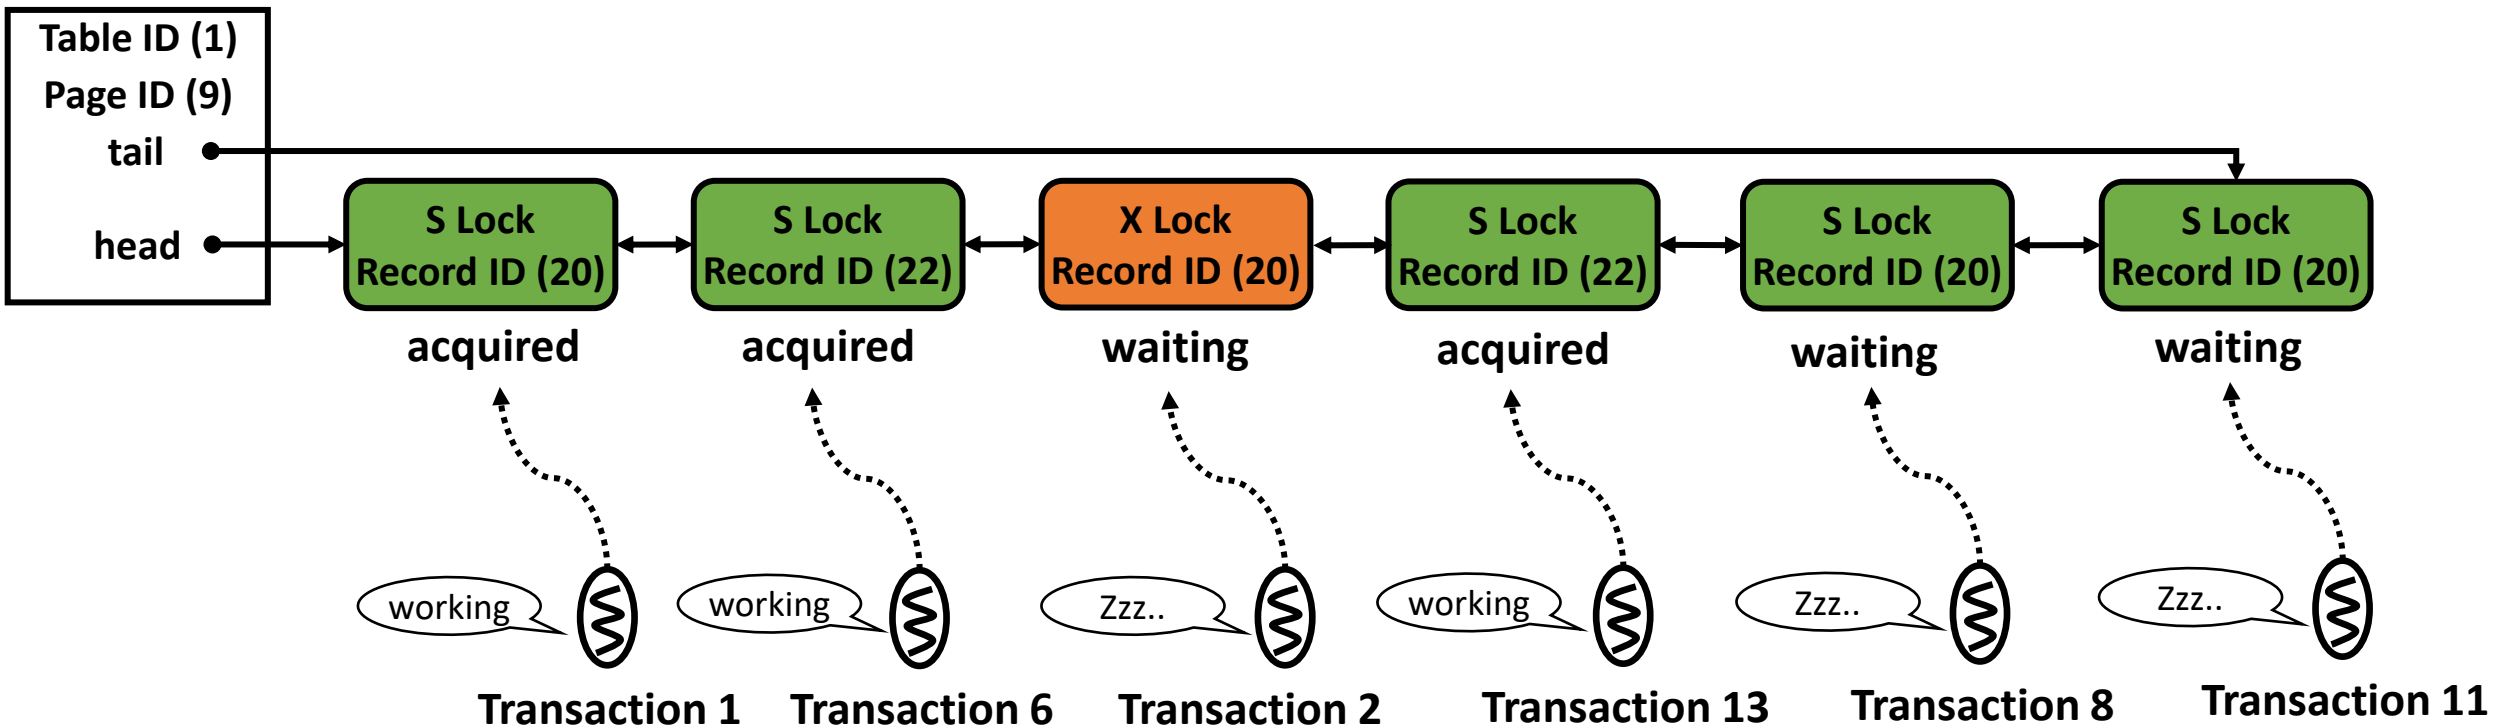 Table ID (1)
Page ID (9)
tail
head
S Lock
Record ID (20)
acquired
S Lock
Record ID (22)
acquired
X Lock
Record ID (20)
waiting
S Lock
Record ID (22)
acquired
S Lock
Record ID (20)
waiting
S Lock
Record ID (20)
waiting
working
working
Zzz..
working
Zzz..
Zzz..
Transaction 1
Transaction 6
Transaction 2
Transaction 13
Transaction 8
Transaction 11